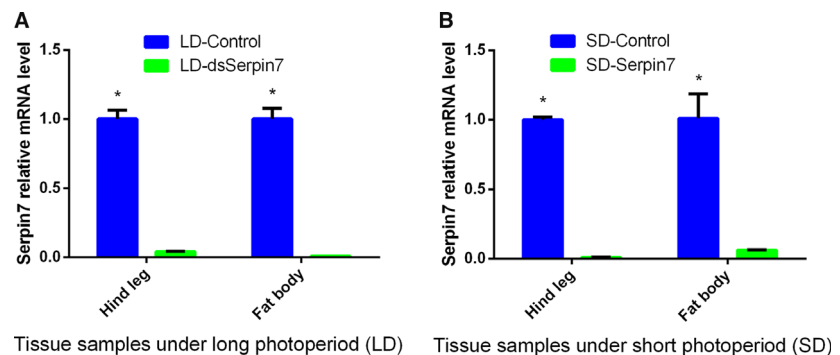 A
LD-Control
LD-dsSerpin7
Serpin7 relative mRNA level
1.5
1.0
0.5
0.0
*
*
Hind leg
Fat body
Tissue samples under long photoperiod (LD)
B
SD-Control
SD-Serpin7
Serpin7 relative mRNA level
1.5
1.0
0.5
0.0
*
*
Hind leg
Fat body
Tissue samples under short photoperiod (SD)